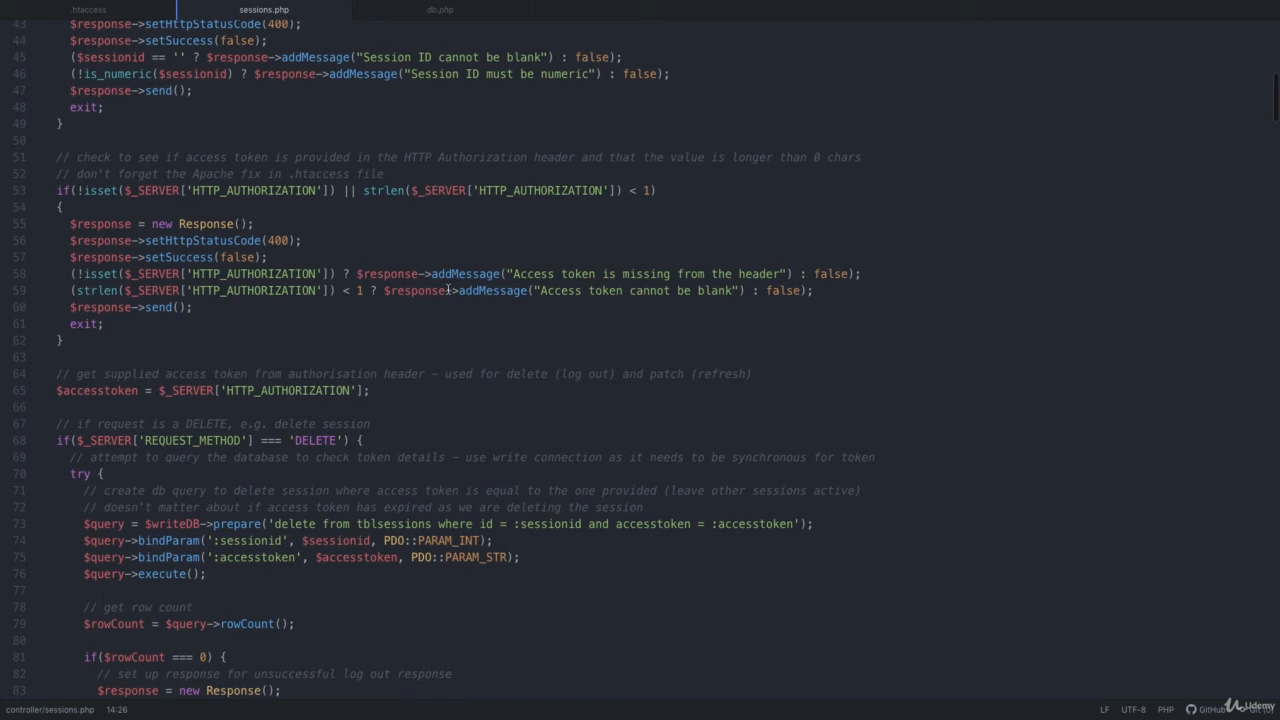 .htaccess sessions.php db.php
43 $response->setHttpStatusCode(400);
44 $response->setSuccess(false);
45 ($sessionid == '' ? $response->addMessage("Session ID cannot be blank") : false);
46 (!is_numeric($sessionid) ? $response->addMessage("Session ID must be numeric") : false);
47 $response->send();
48 exit;
49 }
50
51 // check to see if access token is provided in the HTTP Authorization header and that the value is longer than 0 chars
52 // don't forget the Apache fix in .htaccess file
53 if(!isset($_SERVER['HTTP_AUTHORIZATION']) || strlen($_SERVER['HTTP_AUTHORIZATION']) < 1)
54 {
55 $response = new Response();
56 $response->setHttpStatusCode(400);
57 $response->setSuccess(false);
58 (!isset($_SERVER['HTTP_AUTHORIZATION']) ? $response->addMessage("Access token is missing from the header") : false);
59 (strlen($_SERVER['HTTP_AUTHORIZATION']) < 1 ? $response->addMessage("Access token cannot be blank") : false);
60 $response->send();
61 exit;
62 }
63
64 // get supplied access token from authorisation header - used for delete (log out) and patch (refresh)
65 $accesstoken = $_SERVER['HTTP_AUTHORIZATION'];
66
67 // if request is a DELETE, e.g. delete session
68 if($_SERVER['REQUEST_METHOD'] === 'DELETE') {
69 // attempt to query the database to check token details - use write connection as it needs to be synchronous for token
70 try {
71 // create db query to delete session where access token is equal to the one provided (leave other sessions active)
72 // doesn't matter about if access token has expired as we are deleting the session
73 $query = $writeDB->prepare('delete from tblsessions where id = :sessionid and accesstoken = :accesstoken');
74 $query->bindParam(':sessionid', $sessionid, PDO::PARAM_INT);
75 $query->bindParam(':accesstoken', $accesstoken, PDO::PARAM_STR);
76 $query->execute();
77
78 // get row count
79 $rowCount = $query->rowCount();
80
81 if($rowCount === 0) {
82 // set up response for unsuccessful log out response
83 $response = new Response();
controller/sessions.php 14:26 LF UTF-8 PHP GitHub Git (0)
Udemy